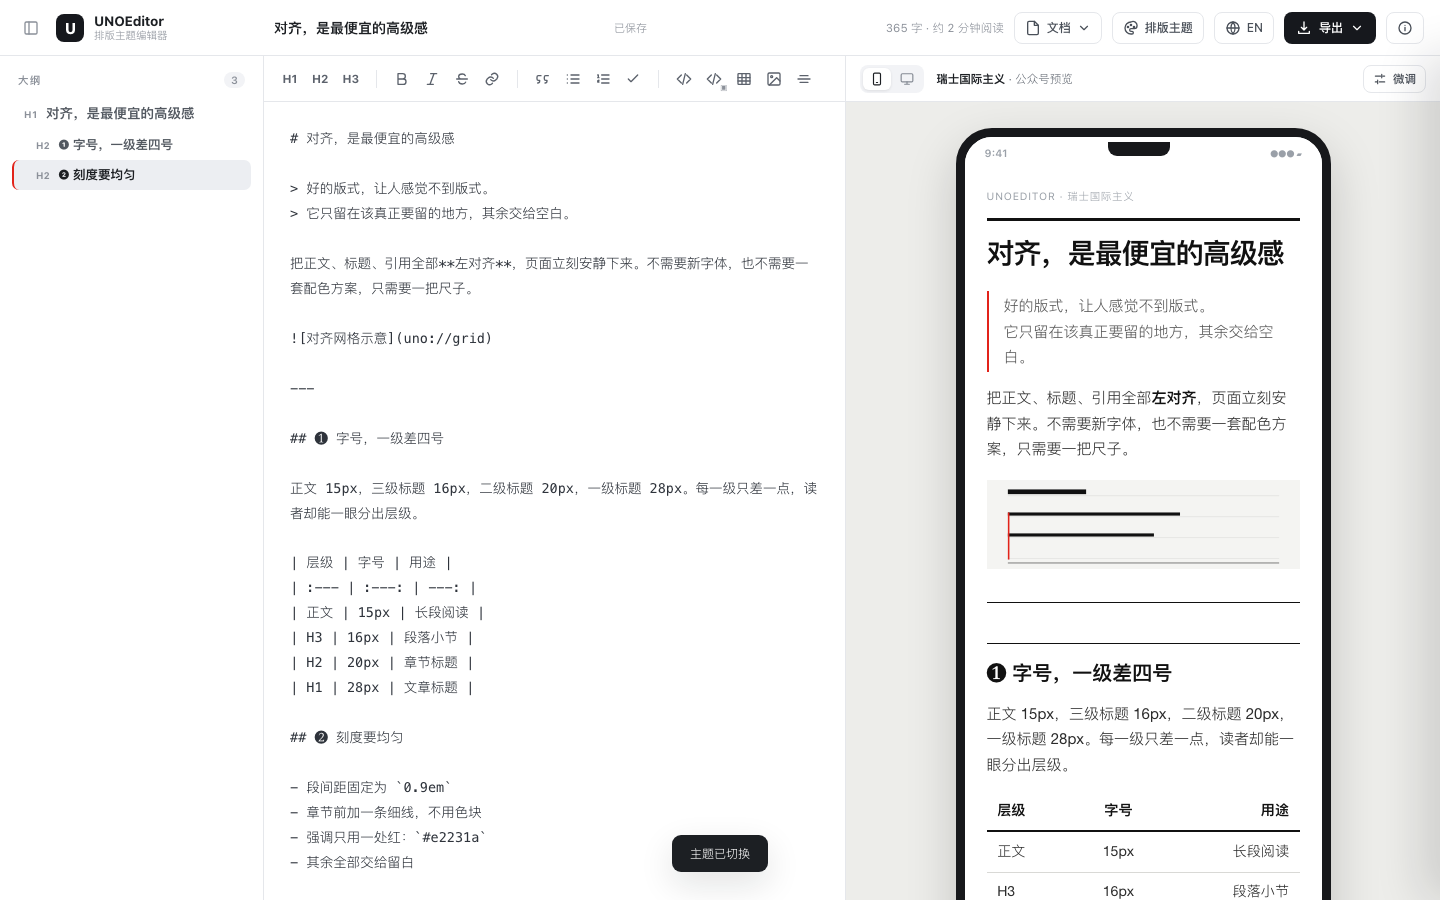 U
UNOEditor
排版主题编辑器
对齐，是最便宜的高级感
已保存
365 字 · 约 2 分钟阅读
文档
排版主题
EN
导出
大纲
3
H1 对齐，是最便宜的高级感
H2 ❶ 字号，一级差四号
H2 ❷ 刻度要均匀
H1 H2 H3
# 对齐，是最便宜的高级感
> 好的版式，让人感觉不到版式。
> 它只留在该真正要留的地方，其余交给空白。
把正文、标题、引用全部**左对齐**，页面立刻安静下来。不需要新字体，也不需要一
套配色方案，只需要一把尺子。
![对齐网格示意](uno://grid)
---
## ❶ 字号，一级差四号
正文 15px，三级标题 16px，二级标题 20px，一级标题 28px。每一级只差一点，读
者却能一眼分出层级。
| 层级 | 字号 | 用途 |
| :--- | :---: | ---: |
| 正文 | 15px | 长段阅读 |
| H3 | 16px | 段落小节 |
| H2 | 20px | 章节标题 |
| H1 | 28px | 文章标题 |
## ❷ 刻度要均匀
- 段间距固定为 `0.9em`
- 章节前加一条细线，不用色块
- 强调只用一处红：`#e2231a`
- 其余全部交给留白
主题已切换
瑞士国际主义 · 公众号预览
微调
9:41
UNOEDITOR · 瑞士国际主义
对齐，是最便宜的高级感
好的版式，让人感觉不到版式。
它只留在该真正要留的地方，其余交给空
白。
把正文、标题、引用全部左对齐，页面立刻安
静下来。不需要新字体，也不需要一套配色方
案，只需要一把尺子。
❶ 字号，一级差四号
正文 15px，三级标题 16px，二级标题 20px，
一级标题 28px。每一级只差一点，读者却能一
眼分出层级。
层级 字号 用途
正文 15px 长段阅读
H3 16px 段落小节